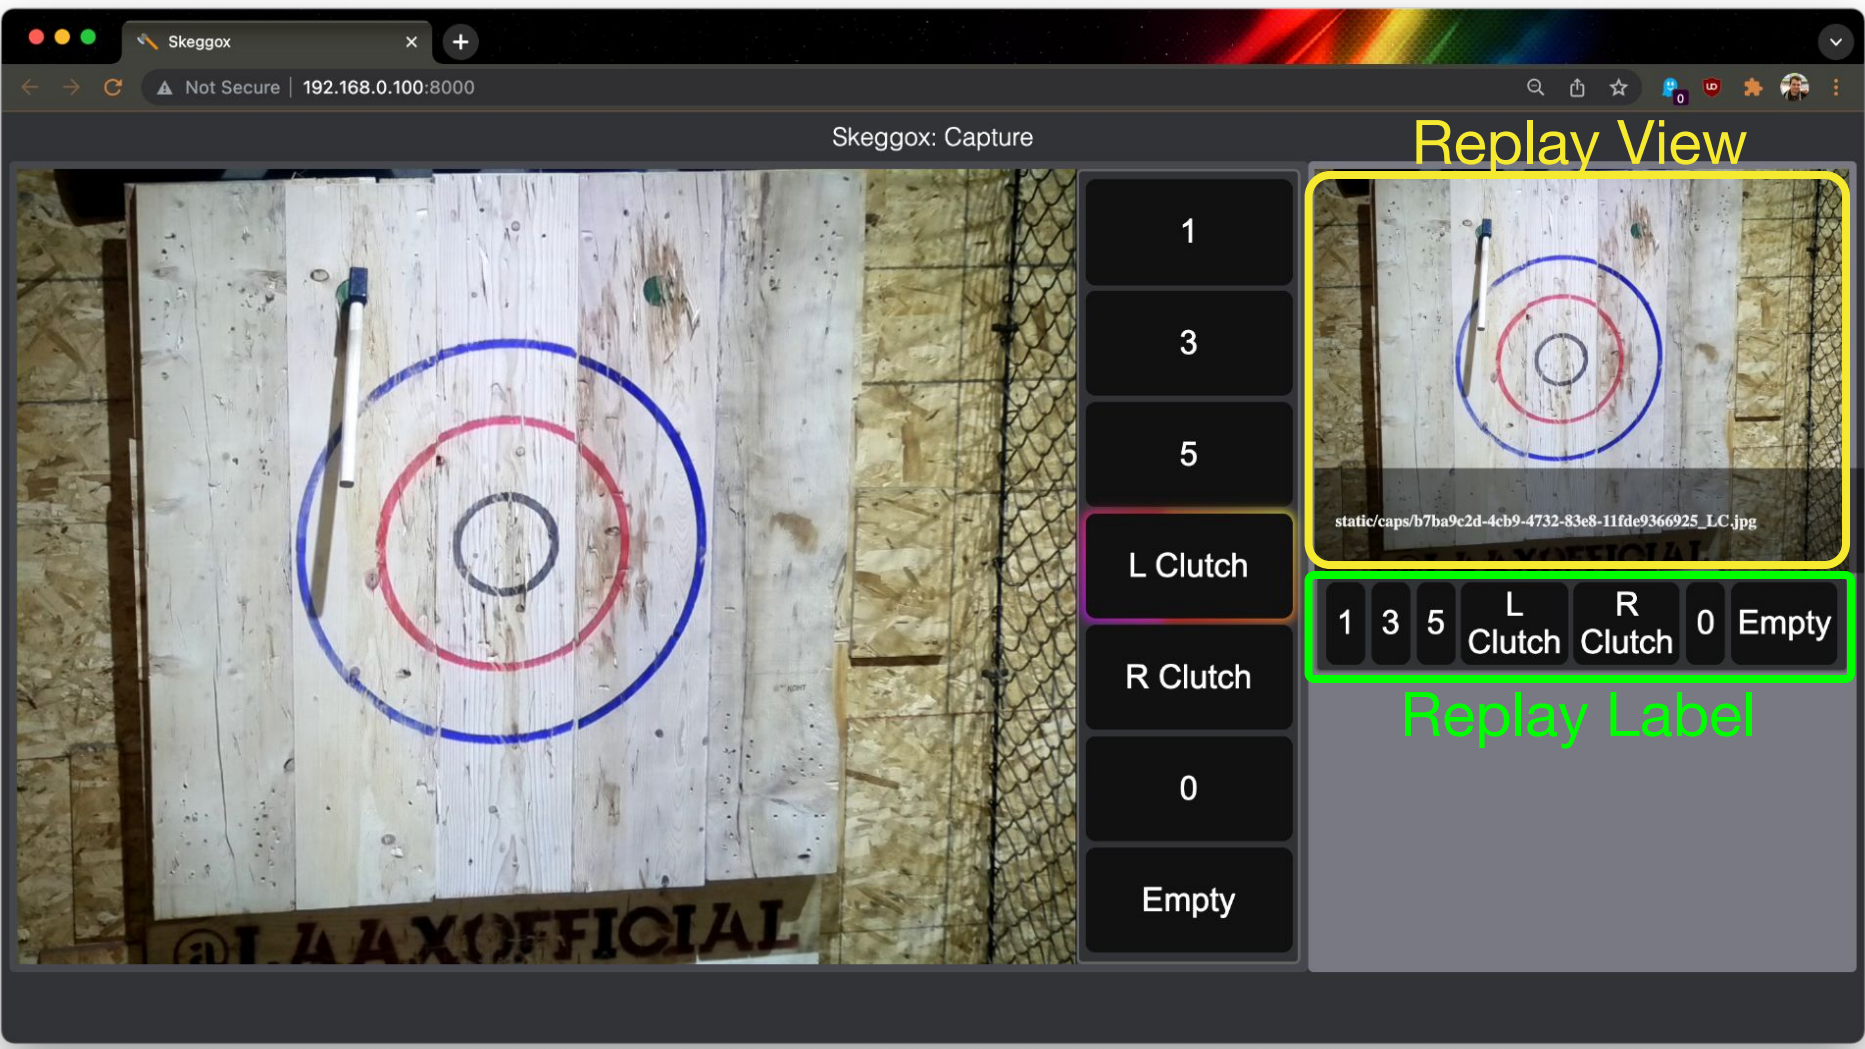 Skeggox
Not Secure | 192.168.0.100:8000
0
Skeggox: Capture
Replay View
1
3
5
L Clutch
R Clutch
0
Empty
@LAAXOFFICIAL
static/caps/b7ba9c2d-4cb9-4732-83e8-11fde9366925_LC.jpg
1
3
5
L
Clutch
R
Clutch
0
Empty
Replay Label